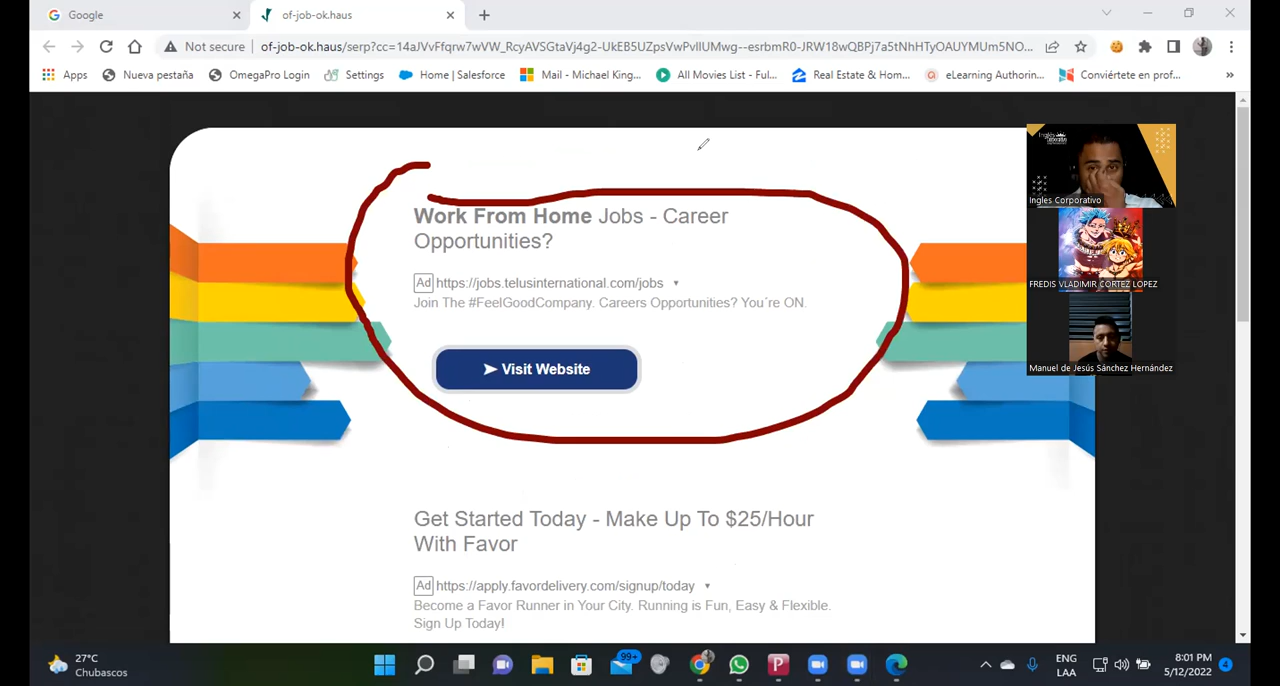 Google
of-job-ok.haus
Not secure
of-job-ok.haus/serp?cc=14aJVvFfqrw7wVW_RcyAVSGtaVj4g2-UkEB5UZpsVwPvllUMwg--esrbmR0-JRW18wQBPj7a5tNhHTyOAUYMUm5NO...
Apps
Nueva pestaña
OmegaPro Login
Settings
Home | Salesforce
Mail - Michael King...
All Movies List - Ful...
Real Estate & Hom...
eLearning Authorin...
Conviértete en prof...
»
Work From Home Jobs - Career
Opportunities?
Ad https://jobs.telusinternational.com/jobs
Join The #FeelGoodCompany. Careers Opportunities? You´re ON.
Visit Website
Get Started Today - Make Up To $25/Hour
With Favor
Ad https://apply.favordelivery.com/signup/today
Become a Favor Runner in Your City. Running is Fun, Easy & Flexible.
Sign Up Today!
Ingles Corporativo
FREDIS VLADIMIR CORTEZ LOPEZ
Manuel de Jesús Sánchez Hernández
27°C
Chubascos
99+
ENG
LAA
8:01 PM
5/12/2022
4